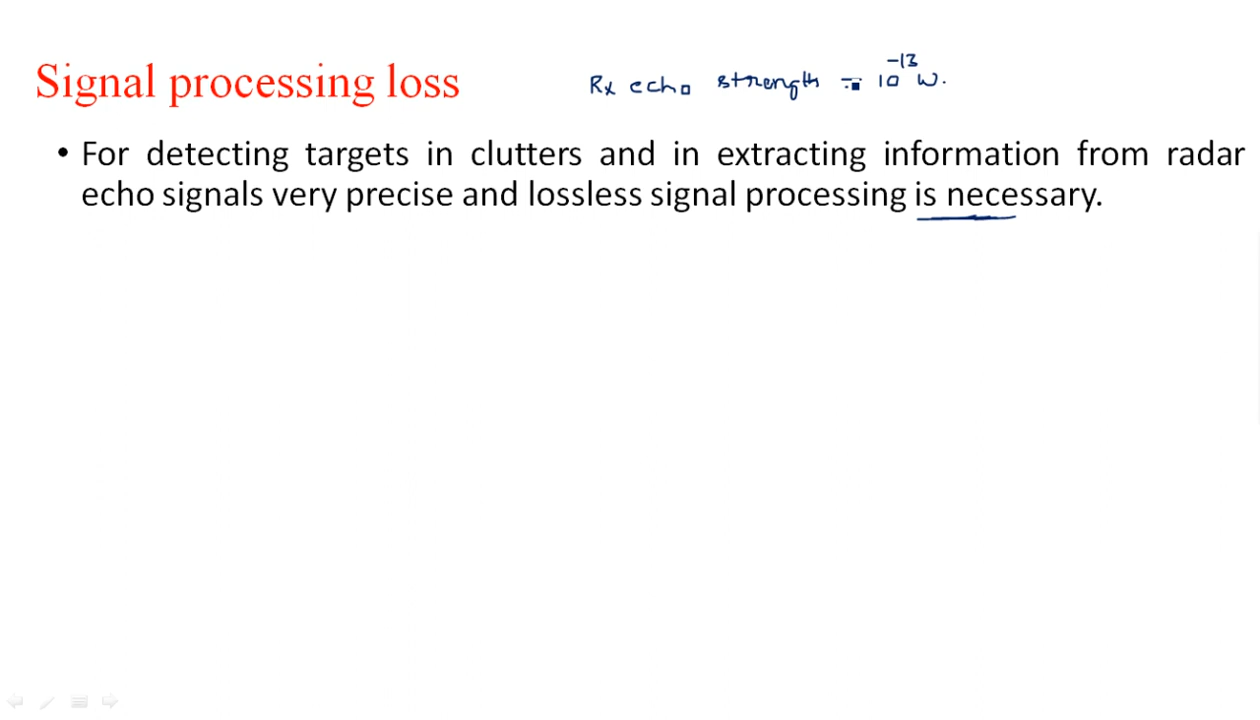 Signal processing loss
Rx echo strength = 10⁻¹³ W.
• For detecting targets in clutters and in extracting information from radar
echo signals very precise and lossless signal processing is necessary.